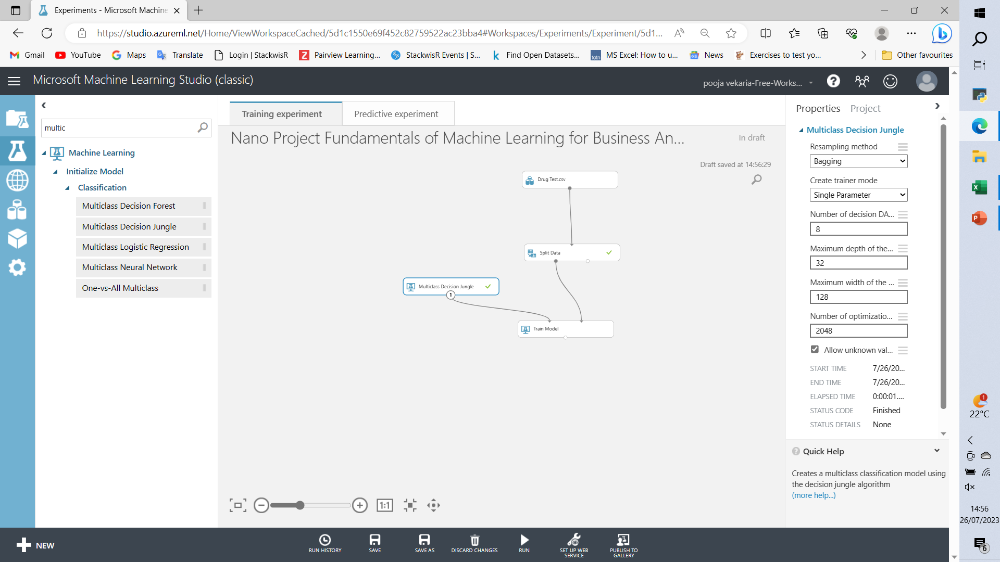 Experiments - Microsoft Machine
https://studio.azureml.net/Home/ViewWorkspaceCached/5d1c1550e69f452c82759522ac23bba4#Workspaces/Experiments/Experiment/5d1...
Gmail YouTube Maps Translate Login | StackwisR Pairview Learning... StackwisR Events | S... Find Open Datasets... MS Excel: How to u... News Exercises to test yo... Other favourites
Microsoft Machine Learning Studio (classic)
pooja vekaria-Free-Works...
multic
Machine Learning
Initialize Model
Classification
Multiclass Decision Forest
Multiclass Decision Jungle
Multiclass Logistic Regression
Multiclass Neural Network
One-vs-All Multiclass
Training experiment
Predictive experiment
Nano Project Fundamentals of Machine Learning for Business An...
In draft
Draft saved at 14:56:29
Drug Test.csv
Split Data
Multiclass Decision Jungle
1
Train Model
1:1
Properties Project
Multiclass Decision Jungle
Resampling method
Bagging
Create trainer mode
Single Parameter
Number of decision DA...
8
Maximum depth of the...
32
Maximum width of the ...
128
Number of optimizatio...
2048
Allow unknown val...
START TIME 7/26/20...
END TIME 7/26/20...
ELAPSED TIME 0:00:01....
STATUS CODE Finished
STATUS DETAILS None
Quick Help
Creates a multiclass classification model using
the decision jungle algorithm
(more help...)
NEW
RUN HISTORY
SAVE
SAVE AS
DISCARD CHANGES
RUN
SET UP WEB
SERVICE
PUBLISH TO
GALLERY
1
22°C
14:56
26/07/2023
6